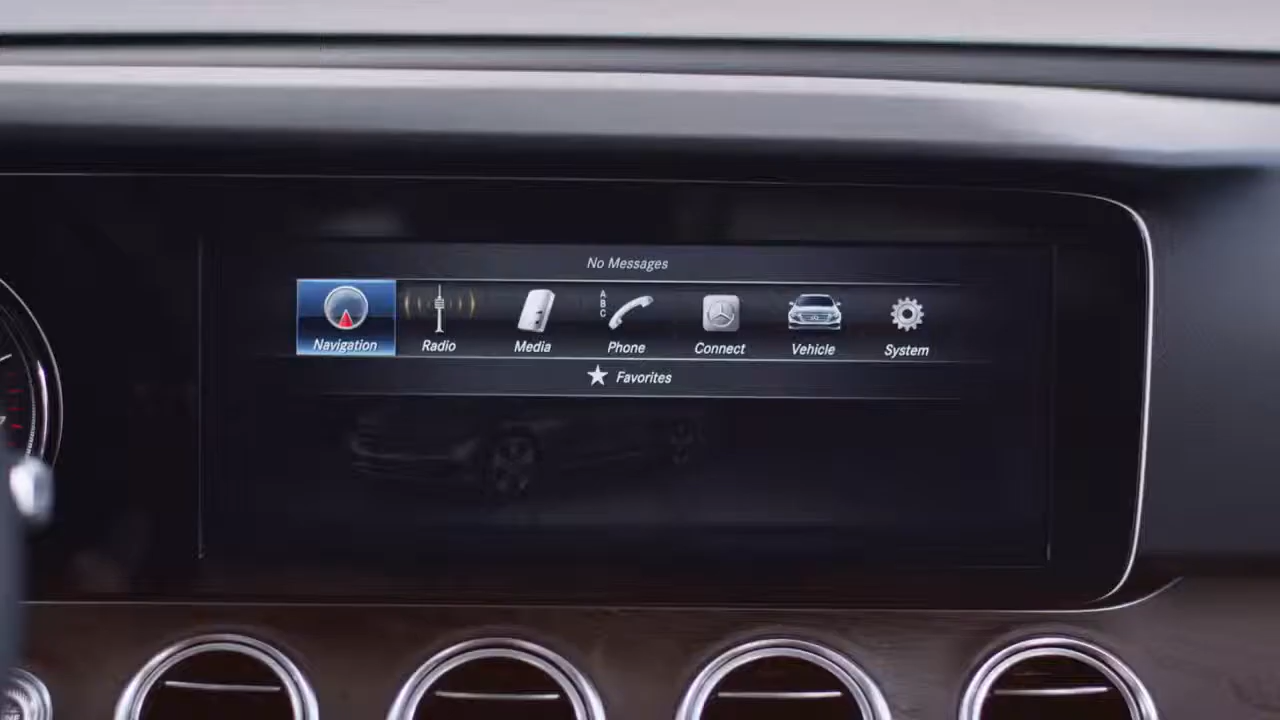 No Messages
Navigation Radio Media ABC Phone Connect Vehicle System
Favorites